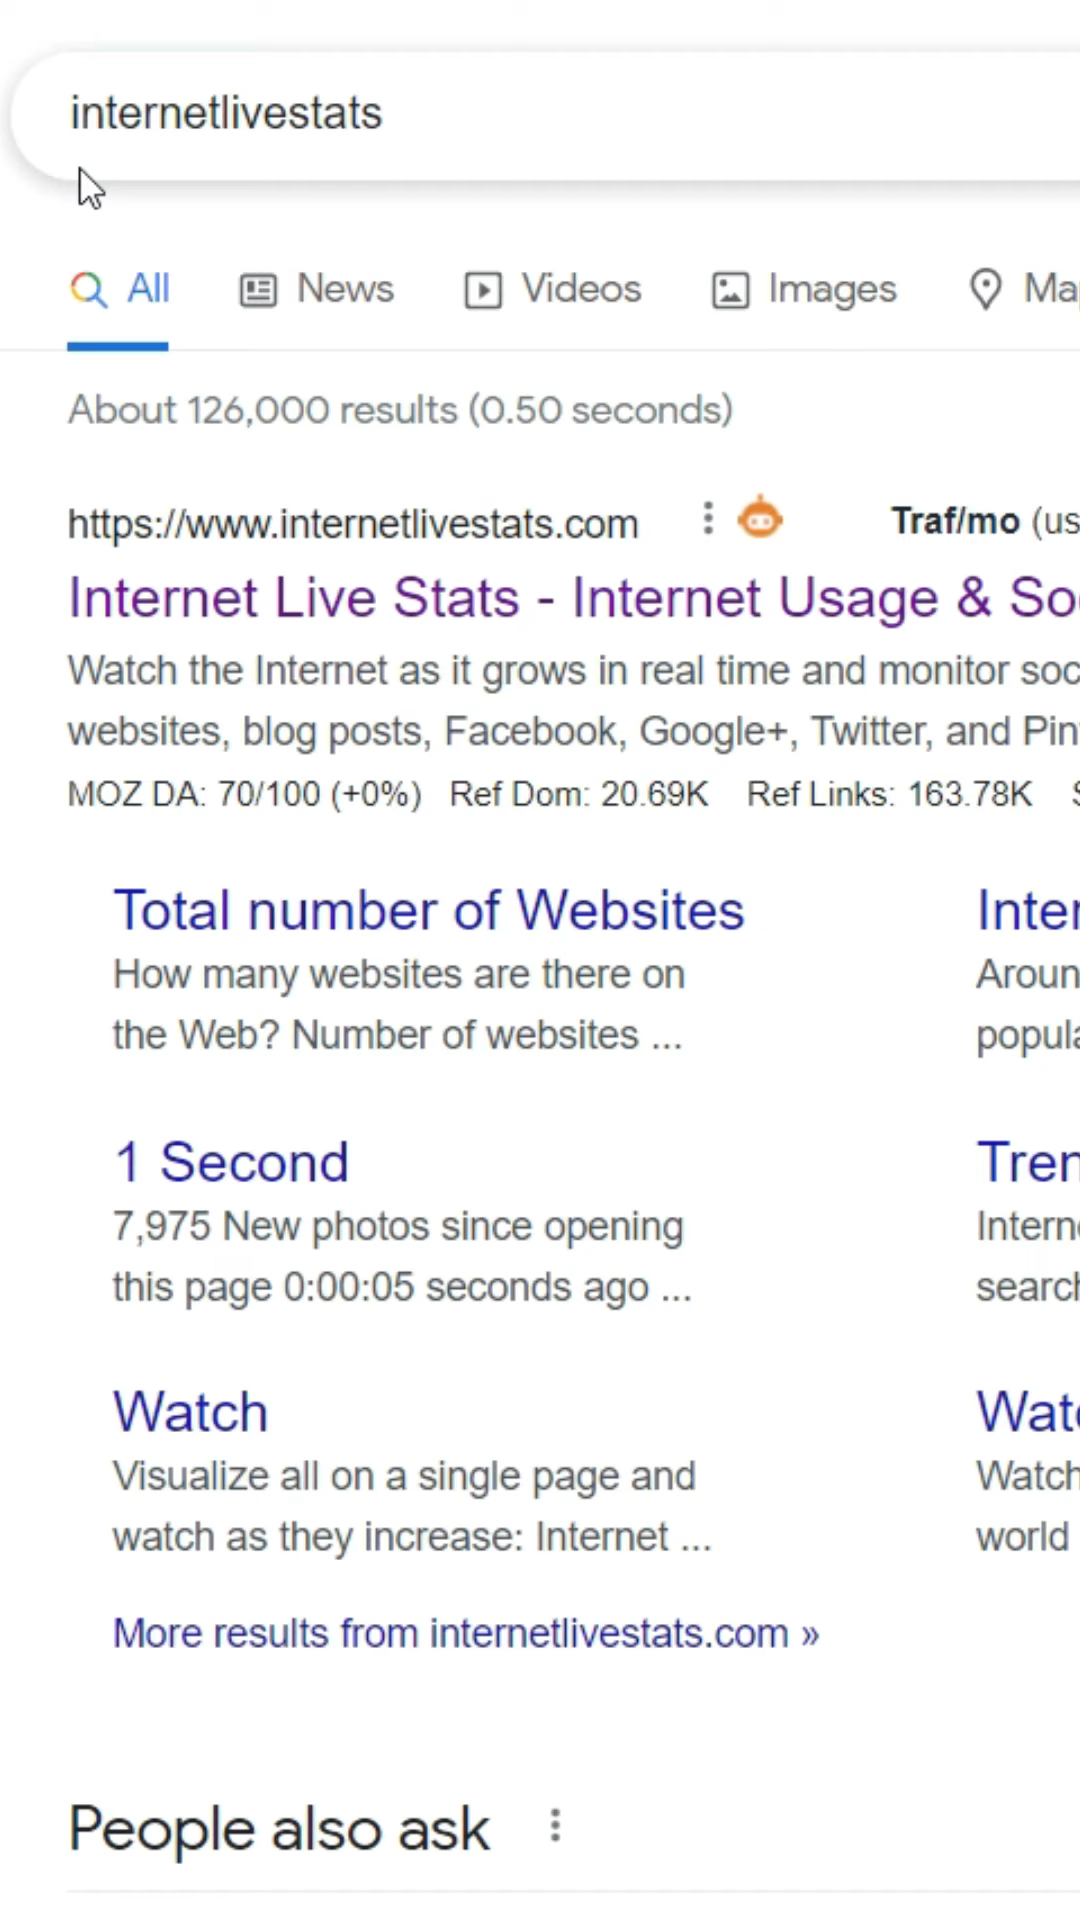 internetlivestats
All News Videos Images
About 126,000 results (0.50 seconds)
https://www.internetlivestats.com Traf/mo (us
Internet Live Stats - Internet Usage &
Watch the Internet as it grows in real time and monitor
websites, blog posts, Facebook, Google+, Twitter, and
MOZ DA: 70/100 (+0%) Ref Dom: 20.69K Ref Links: 163.78K
Total number of Websites
How many websites are there on
the Web? Number of websites ...
1 Second
7,975 New photos since opening
this page 0:00:05 seconds ago ...
Watch
Visualize all on a single page and
watch as they increase: Internet ...
Watch
world
More results from internetlivestats.com »
People also ask